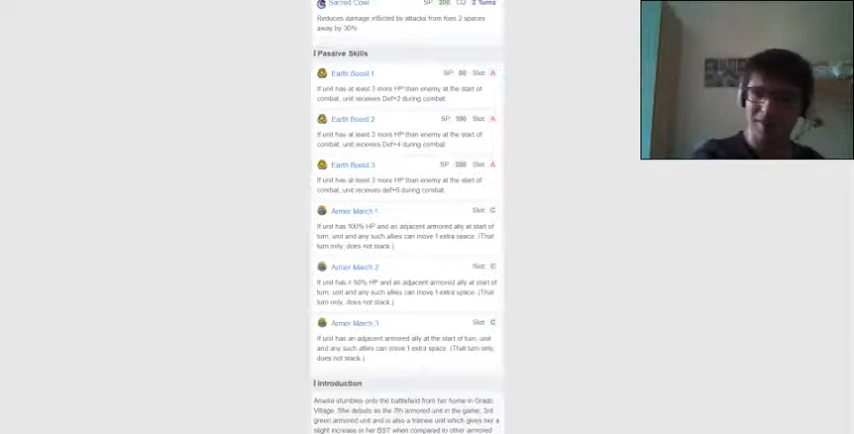 Sacred Cowl SP: 200 CD: 2 Turns
Reduces damage inflicted by attacks from foes 2 spaces
away by 30%
Passive Skills
Earth Boost 1 SP: 80 Slot: A
If unit has at least 3 more HP than enemy at the start of
combat, unit receives Def+2 during combat.
Earth Boost 2 SP: 100 Slot: A
If unit has at least 3 more HP than enemy at the start of
combat, unit receives Def+4 during combat
Earth Boost 3 SP: 200 Slot: A
If unit has at least 3 more HP than enemy at the start of
combat, unit receives def+6 during combat.
Armor March 1 Slot: C
If unit has 100% HP and an adjacent armored ally at start of
turn, unit and any such allies can move 1 extra space. (That
turn only, does not stack.)
Armor March 2 Slot: C
If unit has 50% HP and an adjacent armored ally at start of
turn, unit and any such allies can move 1 extra space. (That
turn only, does not stack.)
Armor March 3 Slot: C
If unit has an adjacent armored ally at the start of turn, unit
and any such allies can move 1 extra space. (That turn only,
does not stack.)
Introduction
Amelia stumbles onto the battlefield from her home in Grado
Village. She debuts as the 7th armored unit in the game, 3rd
green armored unit and is also a trainee unit which gives her a
slight increase in her BST when compared to other armored